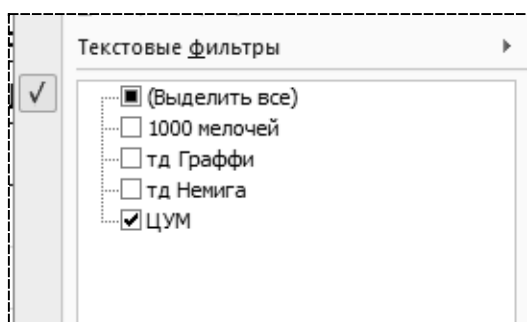 Текстовые фильтры
(Выделить все)
1000 мелочей
тд Граффи
тд Немига
ЦУМ